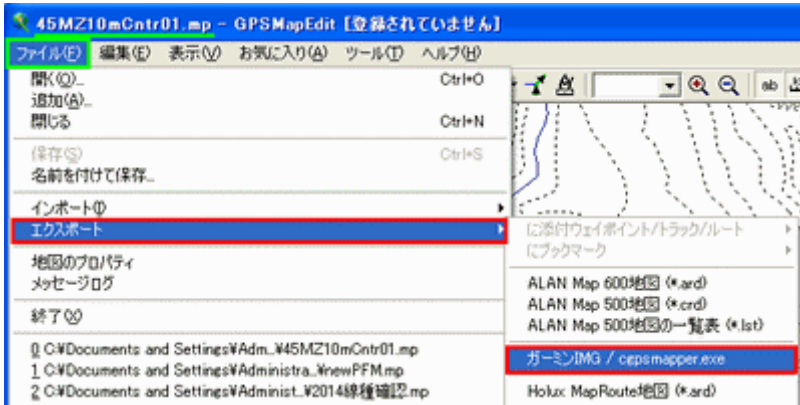 45MZ10mCntr01.mp - GPSMapEdit [登録されていません]
ファイル(F) 編集(E) 表示(V) お気に入り(A) ツール(T) ヘルプ(H)
開く(O)... Ctrl+O
追加(A)...
閉じる Ctrl+N
保存(S) Ctrl+S
名前を付けて保存...
インポート(I)
エクスポート
に添付ウェイポイント/トラック/ルート
にブックマーク
地図のプロパティ
メッセージログ
ALAN Map 600地図 (*.ard)
ALAN Map 500地図 (*.crd)
ALAN Map 500地図の一覧表 (*.lst)
終了(X)
ガーミンIMG / cgpsmapper.exe
0 C:¥Documents and Settings¥Adm...¥45MZ10mCntr01.mp
1 C:¥Documents and Settings¥Administra...¥newPFM.mp
2 C:¥Documents and Settings¥Administ...¥2014線種確認2.mp
Holux MapRoute地図 (*.ard)
ab